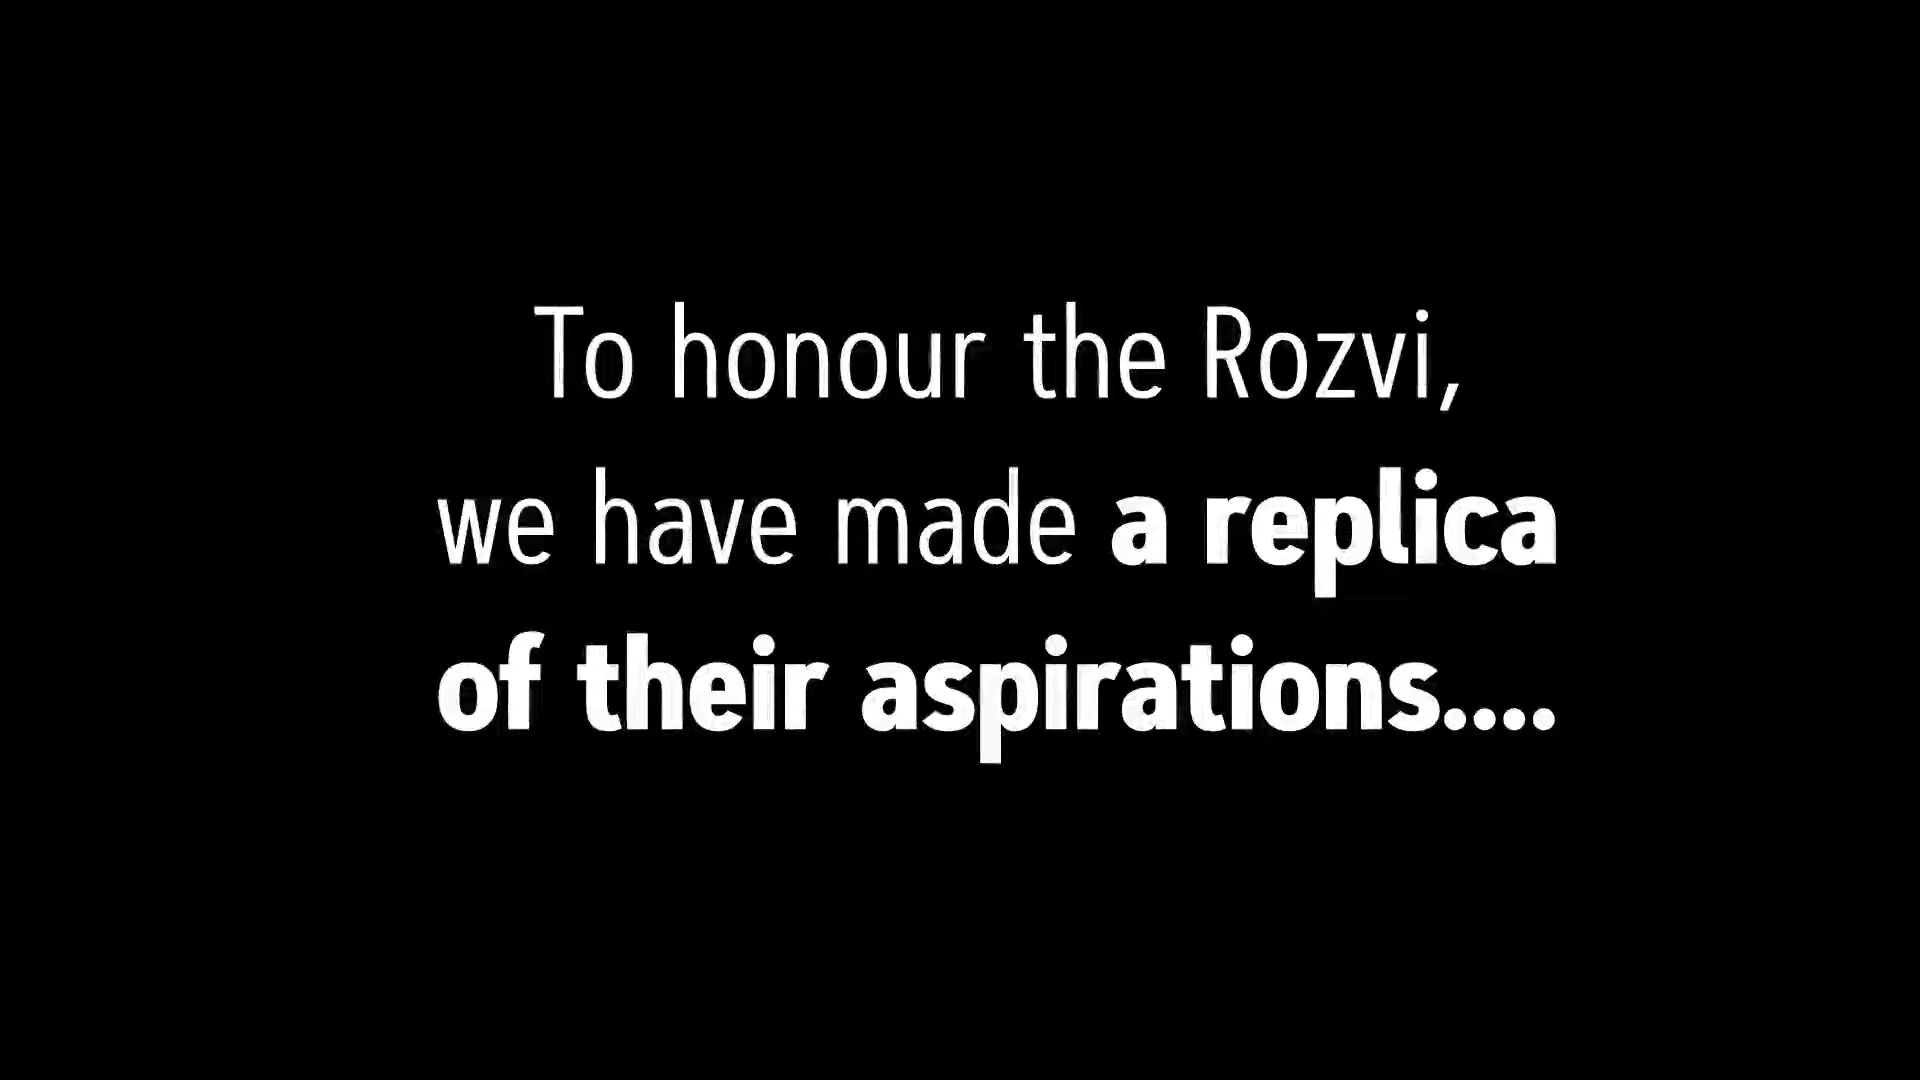 To honour the Rozvi,
we have made a replica
of their aspirations....